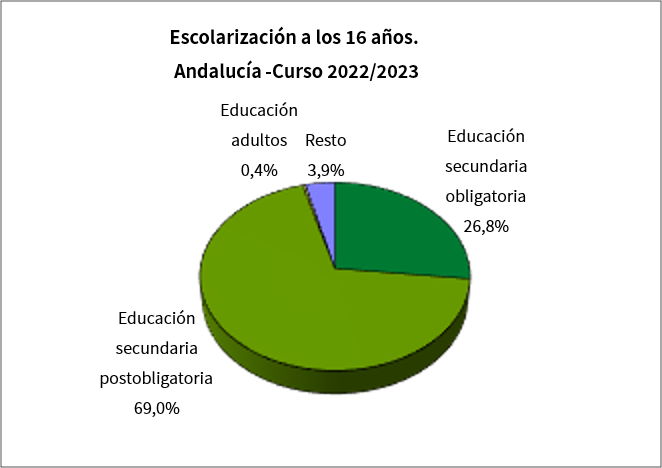 Escolarización a los 16 años.
Andalucía -Curso 2022/2023
Educación
adultos
0,4%
Resto
3,9%
Educación
secundaria
obligatoria
26,8%
Educación
secundaria
postobligatoria
69,0%